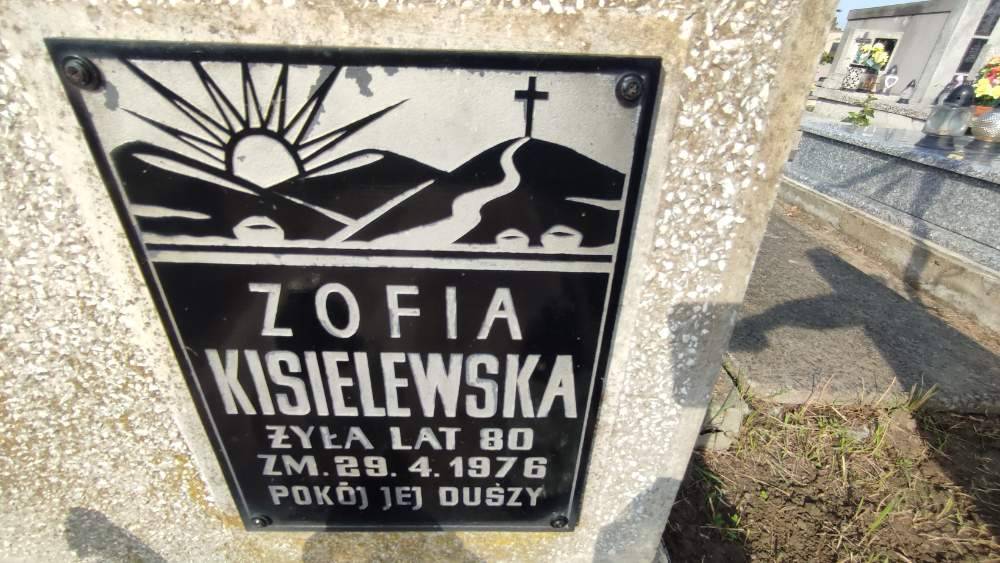 ZOFIA
KISIELEWSKA
ŻYŁA LAT 80
ZM. 29. 4. 1976
POKÓJ JEJ DUSZY